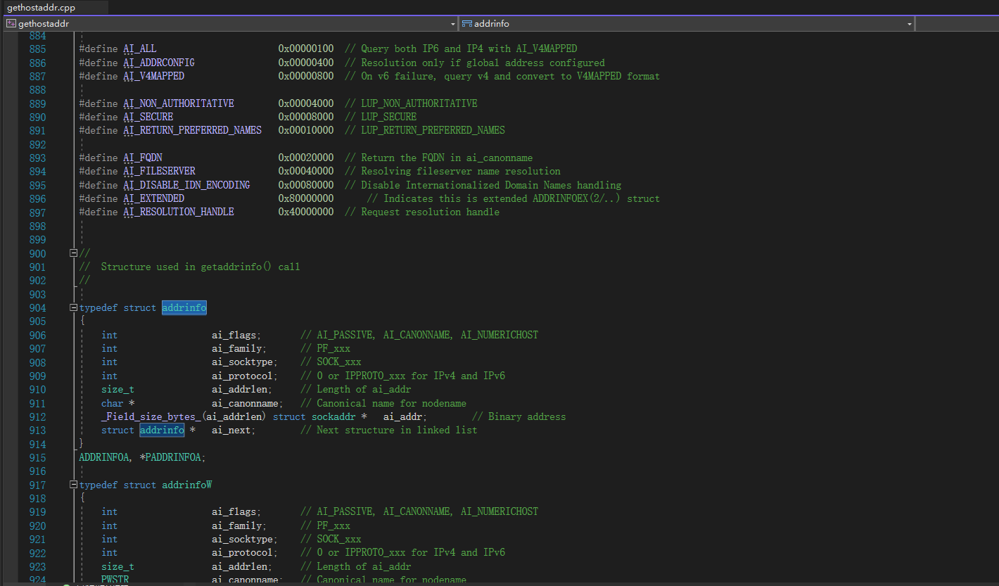 gethostaddr.cpp
gethostaddr addrinfo
884
885 #define AI_ALL 0x00000100 // Query both IP6 and IP4 with AI_V4MAPPED
886 #define AI_ADDRCONFIG 0x00000400 // Resolution only if global address configured
887 #define AI_V4MAPPED 0x00000800 // On v6 failure, query v4 and convert to V4MAPPED format
888
889 #define AI_NON_AUTHORITATIVE 0x00004000 // LUP_NON_AUTHORITATIVE
890 #define AI_SECURE 0x00008000 // LUP_SECURE
891 #define AI_RETURN_PREFERRED_NAMES 0x00010000 // LUP_RETURN_PREFERRED_NAMES
892
893 #define AI_FQDN 0x00020000 // Return the FQDN in ai_canonname
894 #define AI_FILESERVER 0x00040000 // Resolving fileserver name resolution
895 #define AI_DISABLE_IDN_ENCODING 0x00080000 // Disable Internationalized Domain Names handling
896 #define AI_EXTENDED 0x80000000 // Indicates this is extended ADDRINFOEX(2/..) struct
897 #define AI_RESOLUTION_HANDLE 0x40000000 // Request resolution handle
898
899
900 //
901 // Structure used in getaddrinfo() call
902 //
903
904 typedef struct addrinfo
905 {
906 int ai_flags; // AI_PASSIVE, AI_CANONNAME, AI_NUMERICHOST
907 int ai_family; // PF_xxx
908 int ai_socktype; // SOCK_xxx
909 int ai_protocol; // 0 or IPPROTO_xxx for IPv4 and IPv6
910 size_t ai_addrlen; // Length of ai_addr
911 char * ai_canonname; // Canonical name for nodename
912 _Field_size_bytes_(ai_addrlen) struct sockaddr * ai_addr; // Binary address
913 struct addrinfo * ai_next; // Next structure in linked list
914 }
915 ADDRINFOA, *PADDRINFOA;
916
917 typedef struct addrinfoW
918 {
919 int ai_flags; // AI_PASSIVE, AI_CANONNAME, AI_NUMERICHOST
920 int ai_family; // PF_xxx
921 int ai_socktype; // SOCK_xxx
922 int ai_protocol; // 0 or IPPROTO_xxx for IPv4 and IPv6
923 size_t ai_addrlen; // Length of ai_addr
924 PWSTR ai_canonname; // Canonical name for nodename